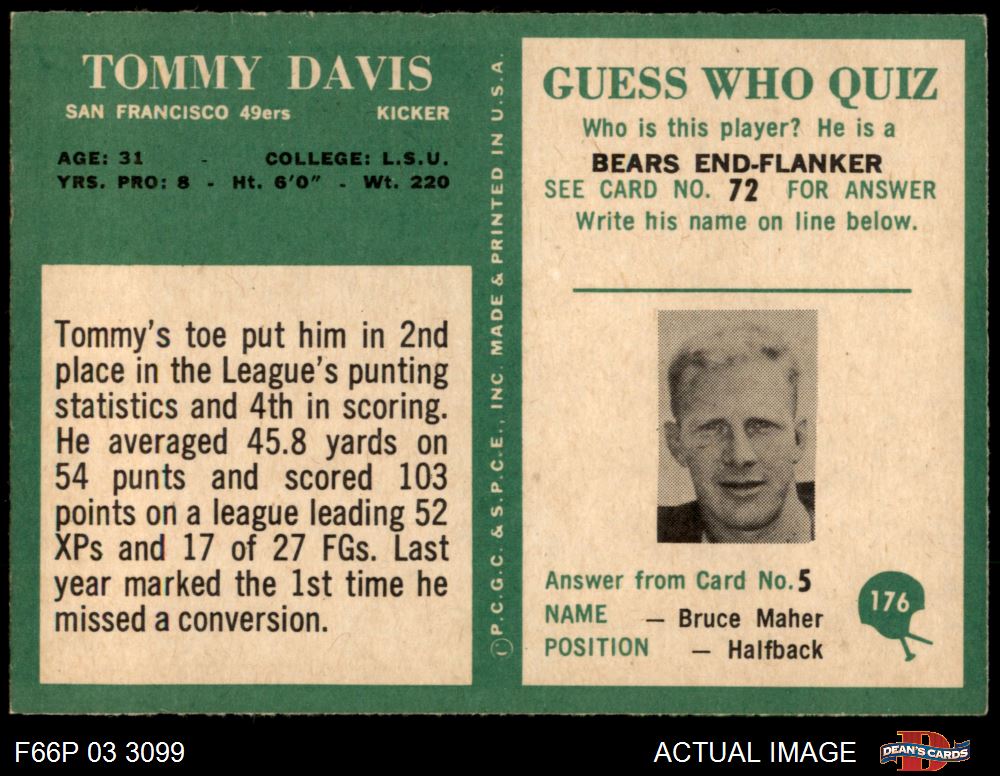 TOMMY DAVIS
SAN FRANCISCO 49ers KICKER
AGE: 31 - COLLEGE: L.S.U.
YRS. PRO: 8 - Ht. 6'0" - Wt. 220
Tommy's toe put him in 2nd
place in the League's punting
statistics and 4th in scoring.
He averaged 45.8 yards on
54 punts and scored 103
points on a league leading 52
XPs and 17 of 27 FGs. Last
year marked the 1st time he
missed a conversion.
© P.C.G.C. & S.P.C.E., INC. MADE & PRINTED IN U.S.A.
GUESS WHO QUIZ
Who is this player? He is a
BEARS END-FLANKER
SEE CARD NO. 72 FOR ANSWER
Write his name on line below.
Answer from Card No. 5
NAME — Bruce Maher
POSITION — Halfback
176
F66P 03 3099
ACTUAL IMAGE
D
DEAN'S CARDS